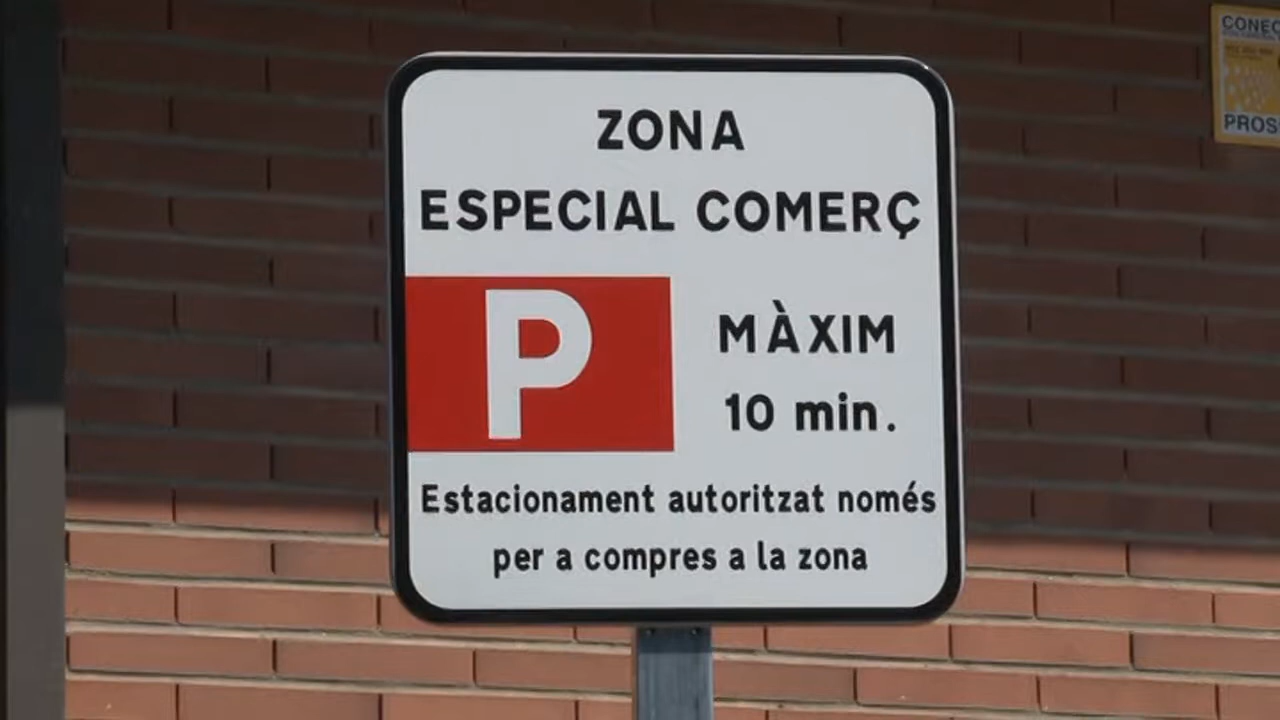 ZONA
ESPECIAL COMERÇ
P
MÀXIM
10 min.
Estacionament autoritzat només
per a compres a la zona